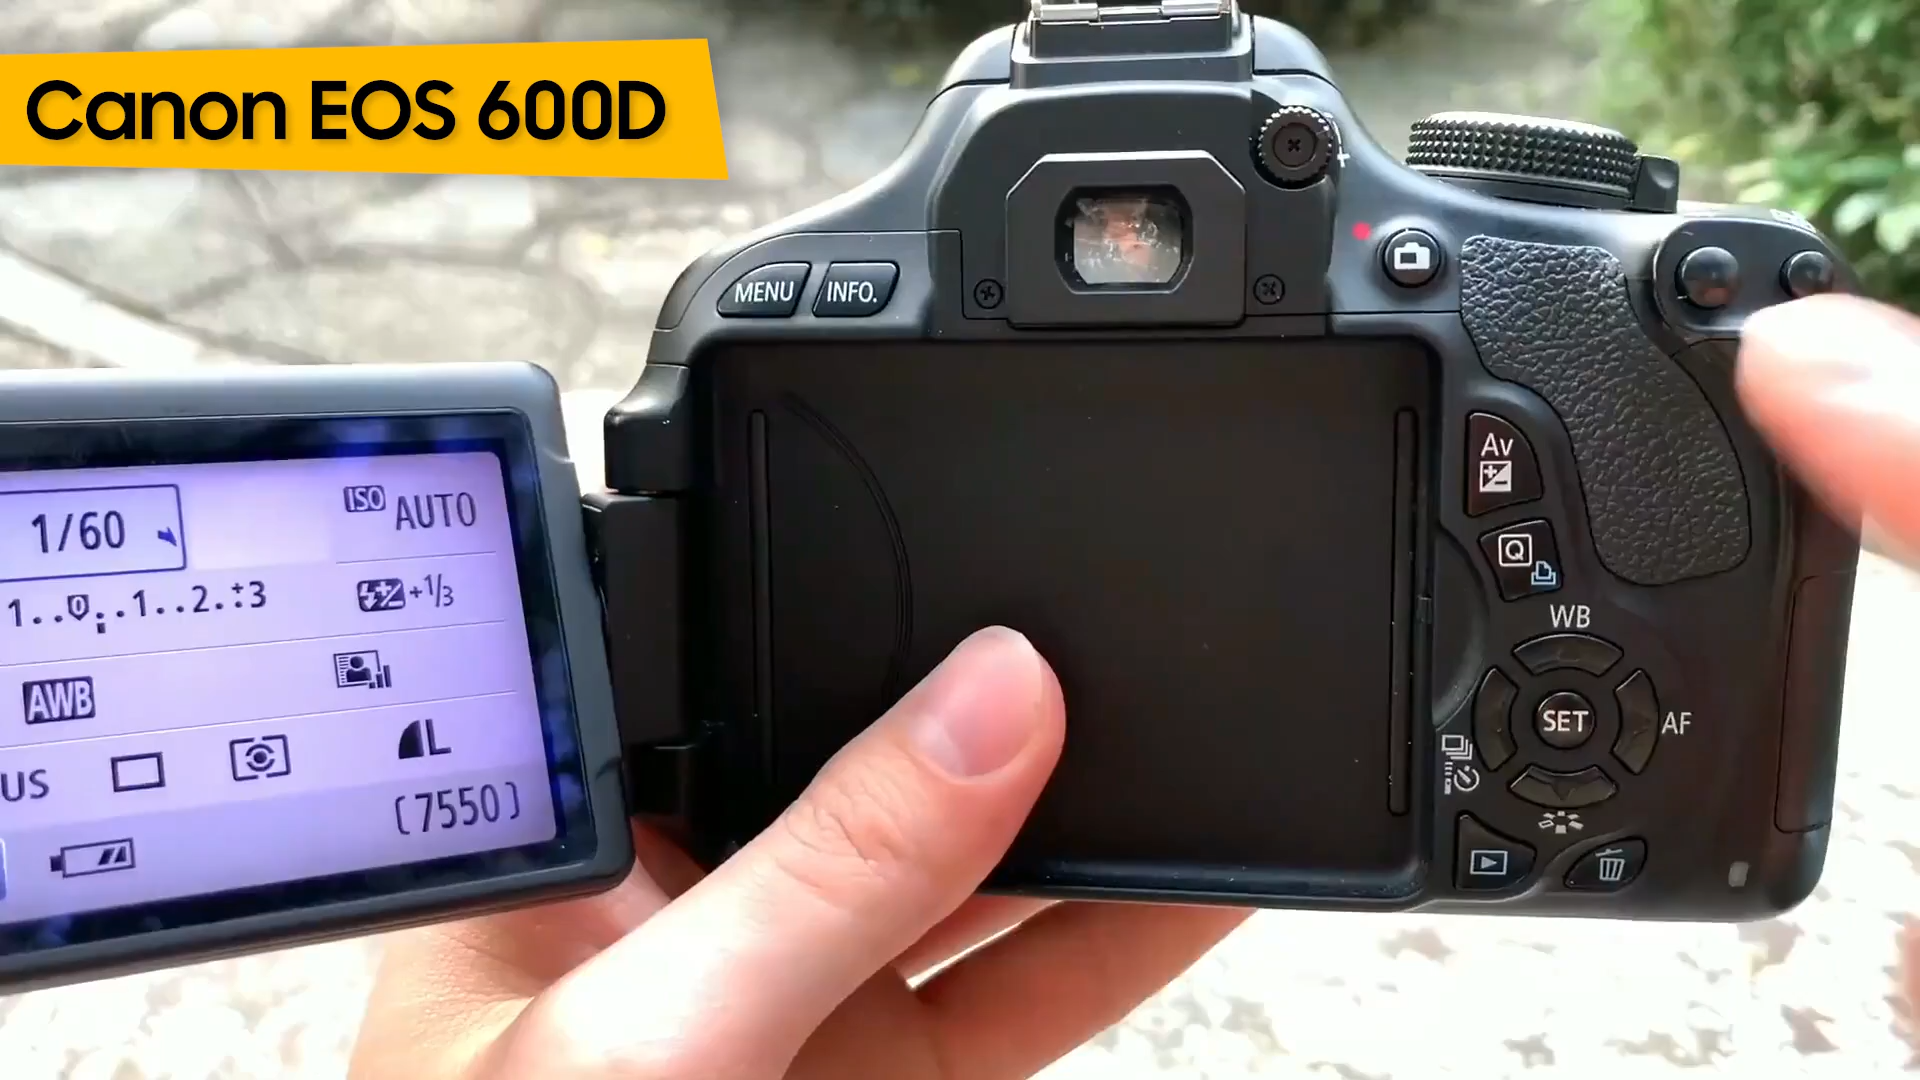 Canon EOS 600D
MENU INFO.
1/60
ISO AUTO
1..0..1..2.±3
+1/3
AWB
L
US
(7550)
Av
Q
WB
SET
AF